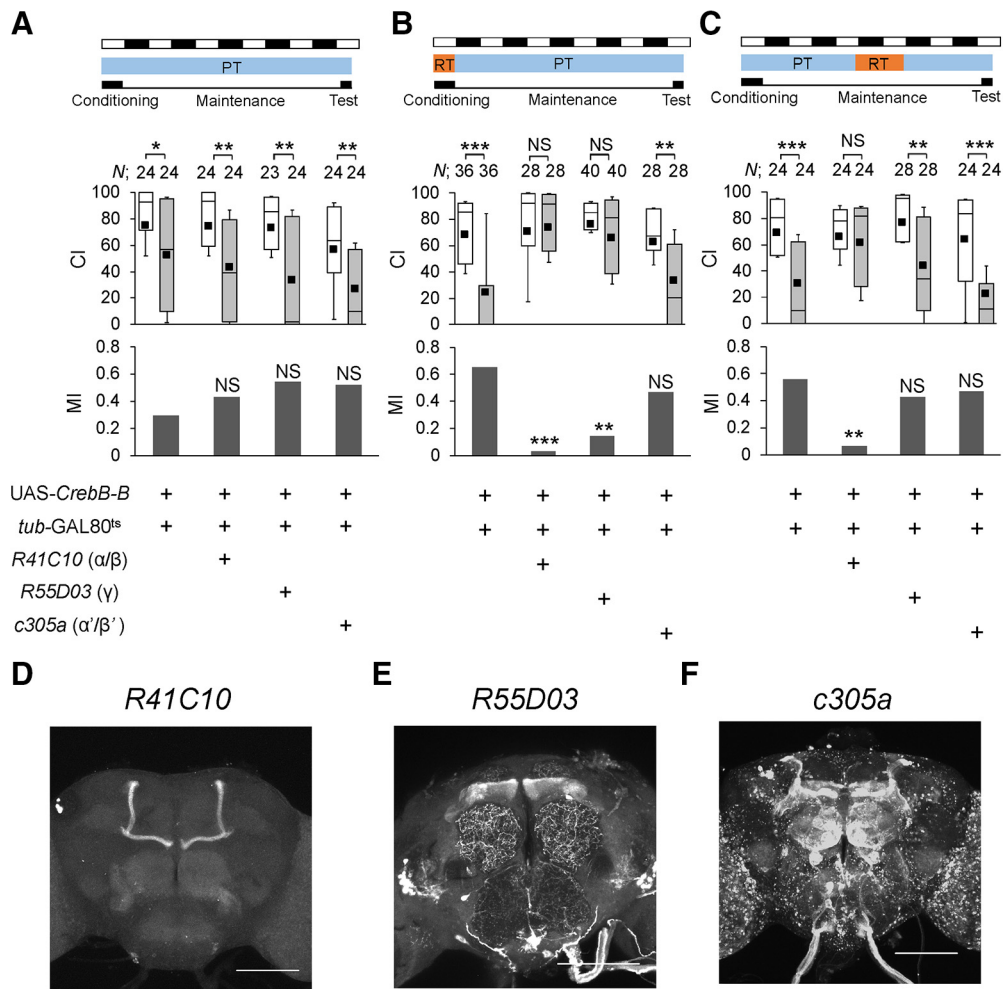 A
PT
Conditioning Maintenance Test
* ** ** **
N; 24 24 24 24 23 24 24 24
100
80
60
40
20
0
CI
0.8
0.6
0.4
0.2
0
MI
NS NS NS
B
RT PT
Conditioning Maintenance Test
*** NS NS **
N; 36 36 28 28 40 40 28 28
100
80
60
40
20
0
CI
0.8
0.6
0.4
0.2
0
MI
*** ** NS
C
PT RT
Conditioning Maintenance Test
*** NS ** ***
N; 24 24 24 24 28 28 24 24
100
80
60
40
20
0
CI
0.8
0.6
0.4
0.2
0
MI
** NS NS
UAS-CrebB-B + + + + + + + + + + + +
tub-GAL80ts + + + + + + + + + + + +
R41C10 (α/β) + + +
R55D03 (γ) + + +
c305a (α'/β') + + +
D
R41C10
E
R55D03
F
c305a